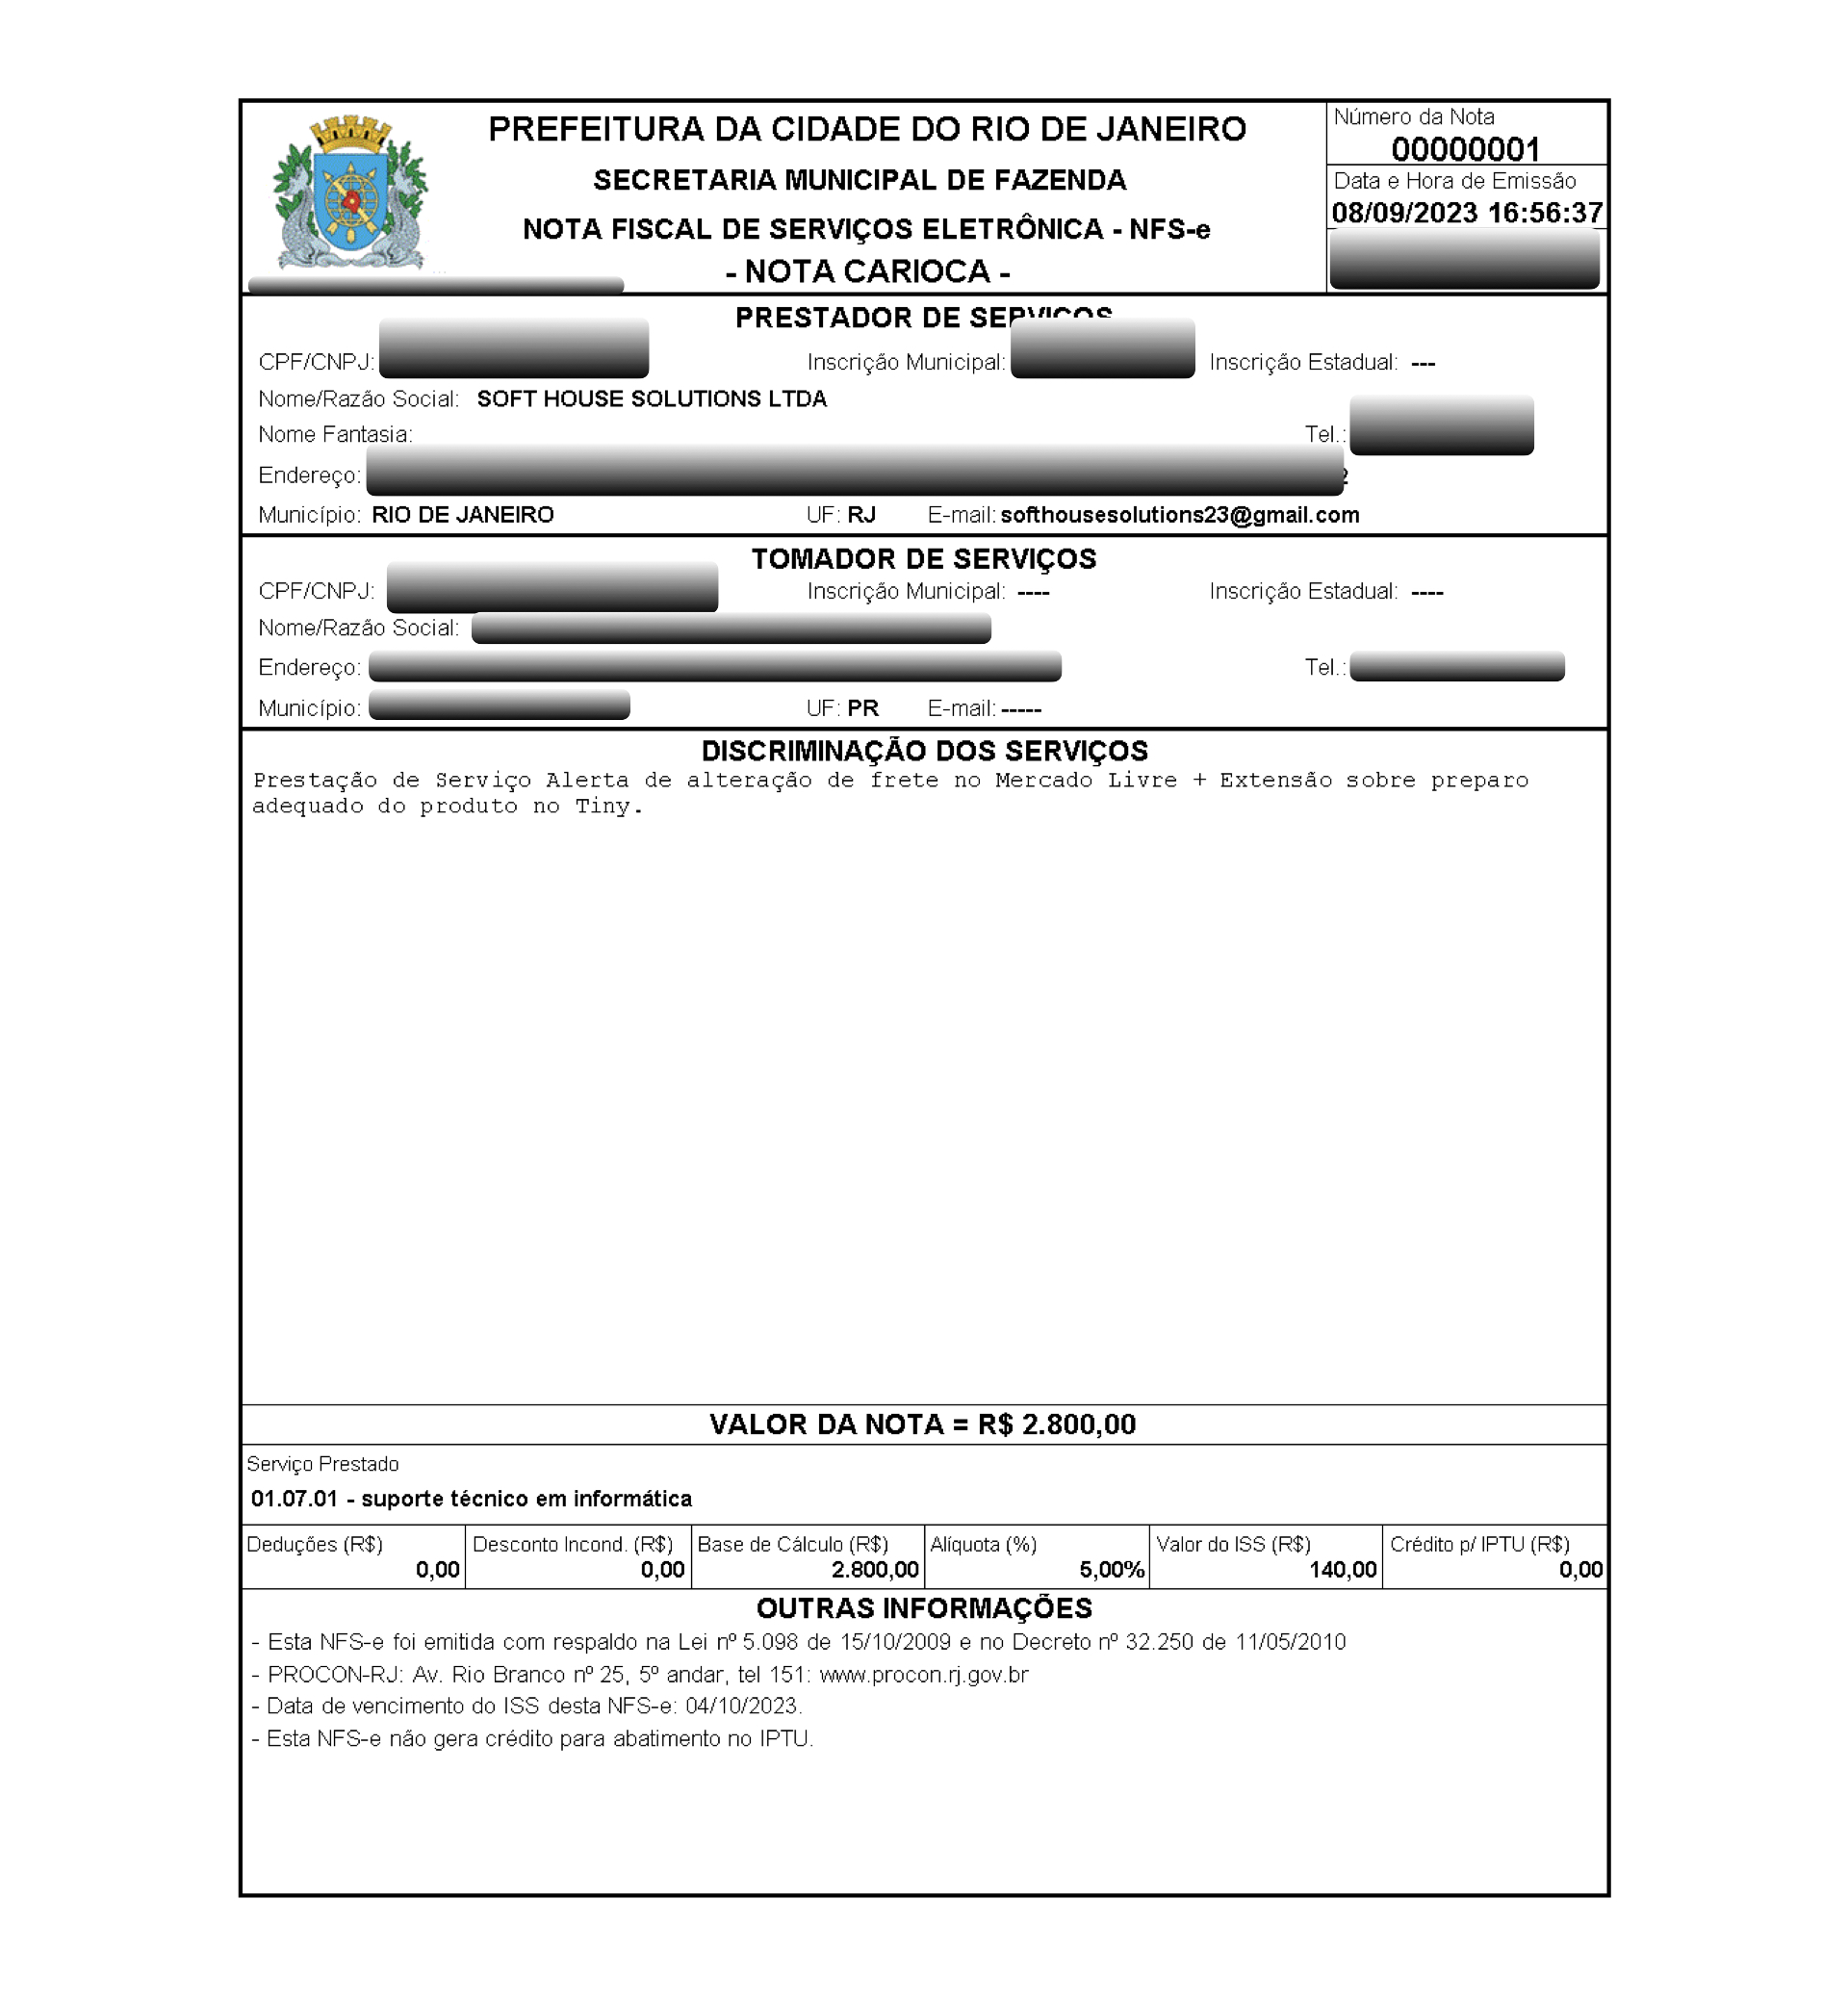 PREFEITURA DA CIDADE DO RIO DE JANEIRO
SECRETARIA MUNICIPAL DE FAZENDA
NOTA FISCAL DE SERVIÇOS ELETRÔNICA - NFS-e
- NOTA CARIOCA -
Número da Nota
00000001
Data e Hora de Emissão
08/09/2023 16:56:37
PRESTADOR DE SERVIÇOS
CPF/CNPJ: Inscrição Municipal: Inscrição Estadual: ---
Nome/Razão Social: SOFT HOUSE SOLUTIONS LTDA
Nome Fantasia: Tel.:
Endereço:
Município: RIO DE JANEIRO UF: RJ E-mail: softhousesolutions23@gmail.com
TOMADOR DE SERVIÇOS
CPF/CNPJ: Inscrição Municipal: ---- Inscrição Estadual: ----
Nome/Razão Social:
Endereço: Tel.:
Município: UF: PR E-mail: -----
DISCRIMINAÇÃO DOS SERVIÇOS
Prestação de Serviço Alerta de alteração de frete no Mercado Livre + Extensão sobre preparo
adequado do produto no Tiny.
VALOR DA NOTA = R$ 2.800,00
Serviço Prestado
01.07.01 - suporte técnico em informática
Deduções (R$) Desconto Incond. (R$) Base de Cálculo (R$) Alíquota (%) Valor do ISS (R$) Crédito p/ IPTU (R$)
0,00 0,00 2.800,00 5,00% 140,00 0,00
OUTRAS INFORMAÇÕES
- Esta NFS-e foi emitida com respaldo na Lei nº 5.098 de 15/10/2009 e no Decreto nº 32.250 de 11/05/2010
- PROCON-RJ: Av. Rio Branco nº 25, 5º andar, tel 151: www.procon.rj.gov.br
- Data de vencimento do ISS desta NFS-e: 04/10/2023.
- Esta NFS-e não gera crédito para abatimento no IPTU.